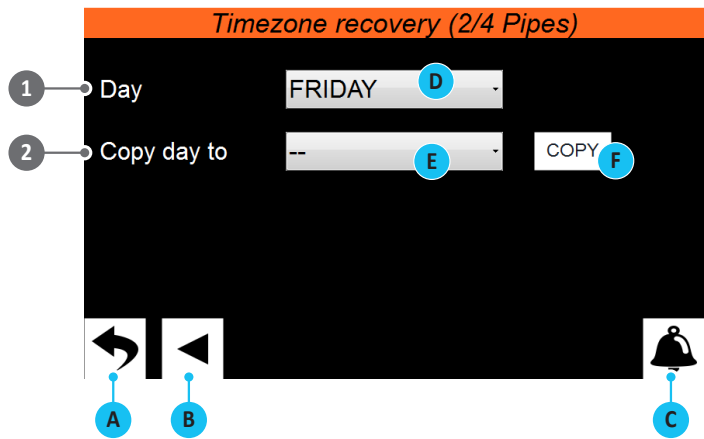 Timezone recovery (2/4 Pipes)
1 Day FRIDAY D
2 Copy day to -- E COPY F
A B C